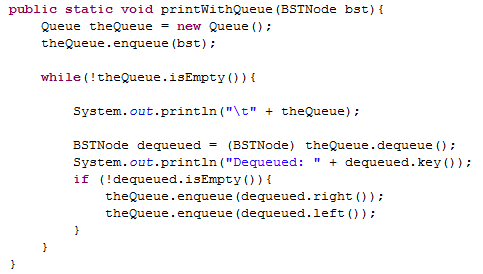 public static void printWithQueue(BSTNode bst){
    Queue theQueue = new Queue();
    theQueue.enqueue(bst);

    while(!theQueue.isEmpty()){

        System.out.println("\t" + theQueue);

        BSTNode dequeued = (BSTNode) theQueue.dequeue();
        System.out.println("Dequeued: " + dequeued.key());
        if (!dequeued.isEmpty()){
            theQueue.enqueue(dequeued.right());
            theQueue.enqueue(dequeued.left());
        }
    }
}